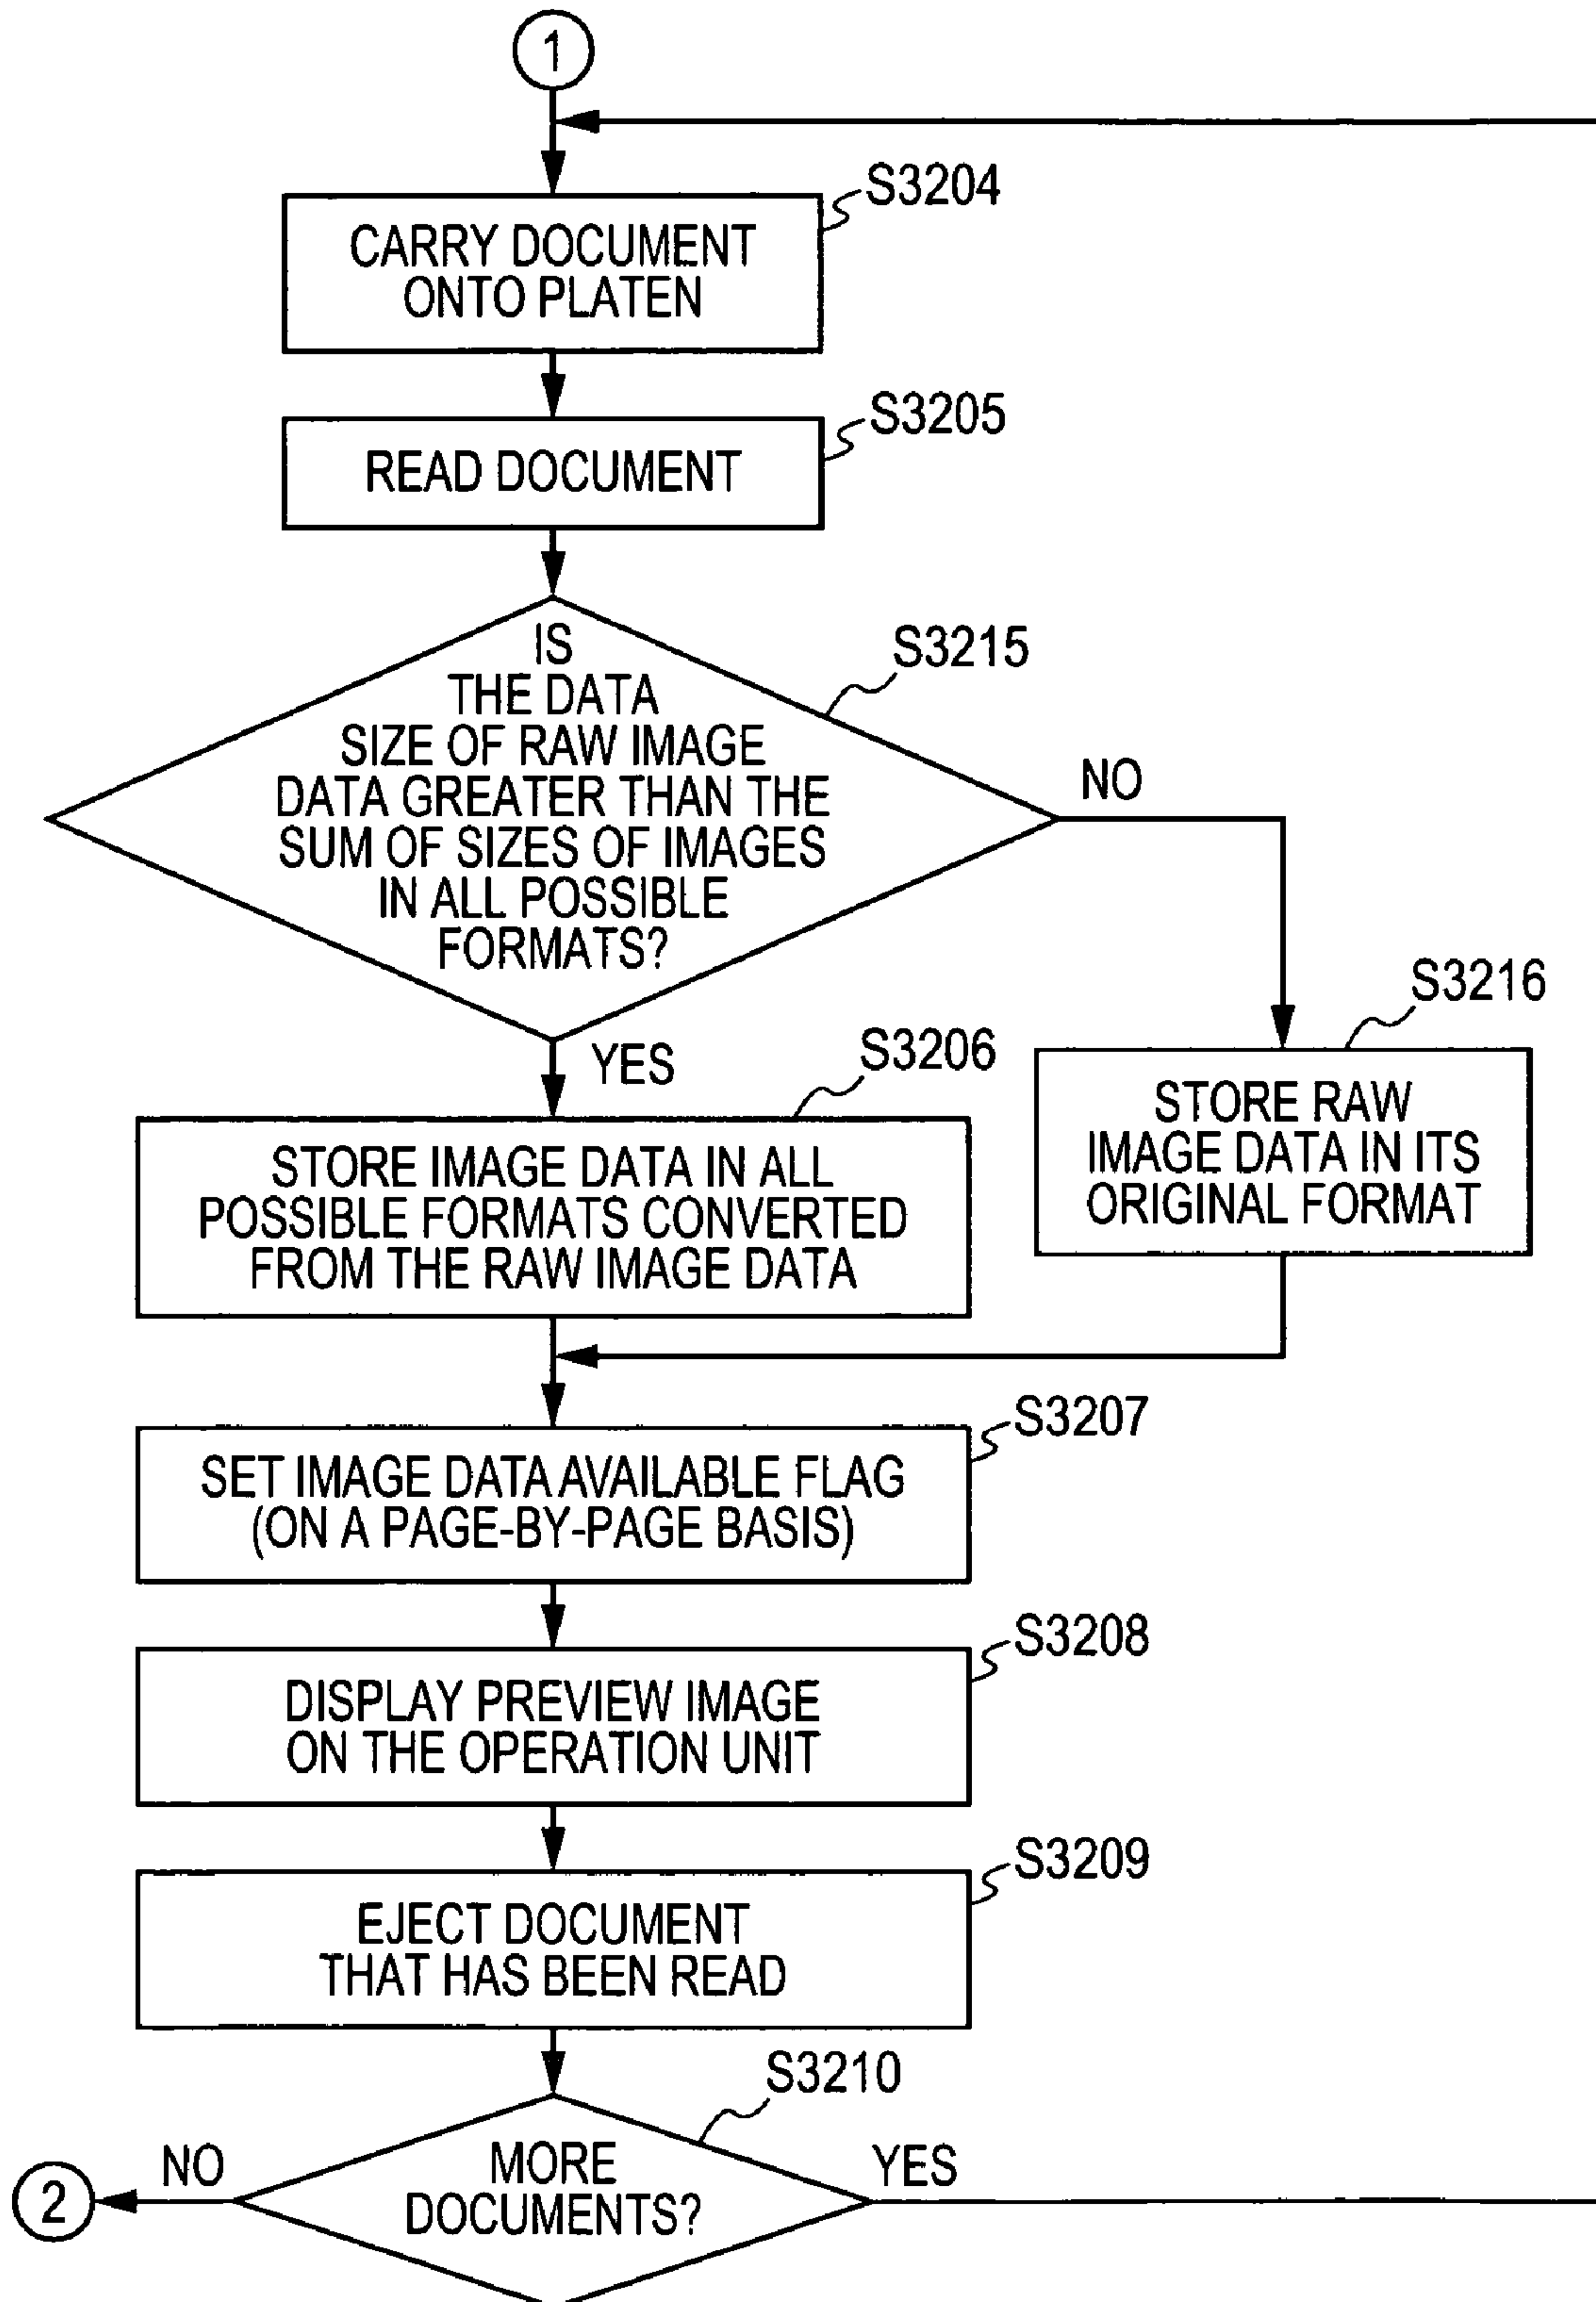 1
S3204
CARRY DOCUMENT
ONTO PLATEN
S3205
READ DOCUMENT
S3215
IS
THE DATA
SIZE OF RAW IMAGE
DATA GREATER THAN THE
SUM OF SIZES OF IMAGES
IN ALL POSSIBLE
FORMATS?
NO
YES
S3216
STORE RAW
IMAGE DATA IN ITS
ORIGINAL FORMAT
S3206
STORE IMAGE DATA IN ALL
POSSIBLE FORMATS CONVERTED
FROM THE RAW IMAGE DATA
S3207
SET IMAGE DATA AVAILABLE FLAG
(ON A PAGE-BY-PAGE BASIS)
S3208
DISPLAY PREVIEW IMAGE
ON THE OPERATION UNIT
S3209
EJECT DOCUMENT
THAT HAS BEEN READ
S3210
MORE
DOCUMENTS?
NO
2
YES